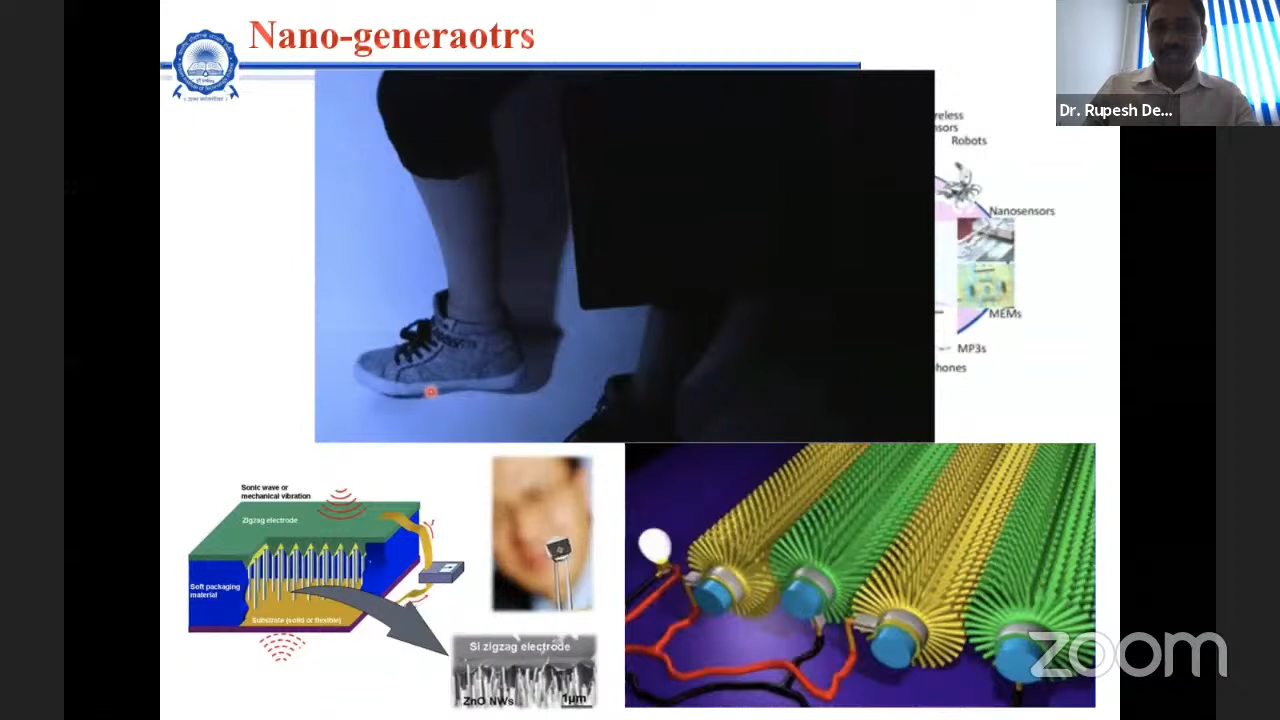 Nano-generaotrs
Dr. Rupesh De...
reless
sors
Robots
Nanosensors
MEMs
MP3s
hones
Sonic wave or
mechanical vibration
Zigzag electrode
Soft packaging
material
Substrate (solid or flexible)
Si zigzag electrode
ZnO NWs
1μm
zoom